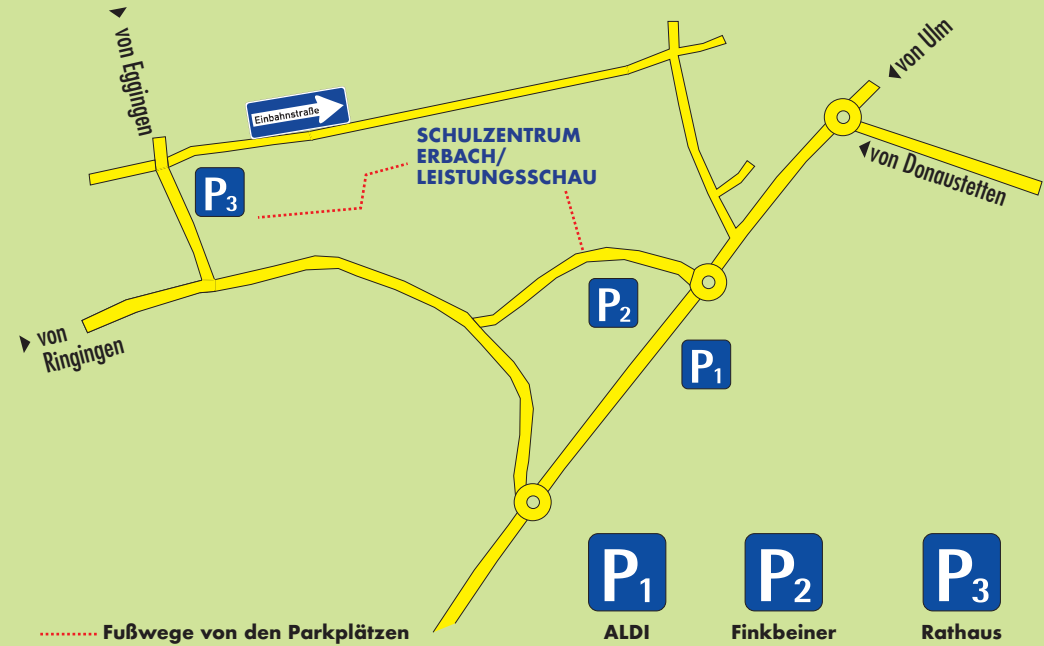 von Eggingen
von Ulm
Einbahnstraße
SCHULZENTRUM
ERBACH/
LEISTUNGSSCHAU
von Donaustetten
P3
P2
von
Ringingen
P1
P1
P2
P3
Fußwege von den Parkplätzen
ALDI
Finkbeiner
Rathaus